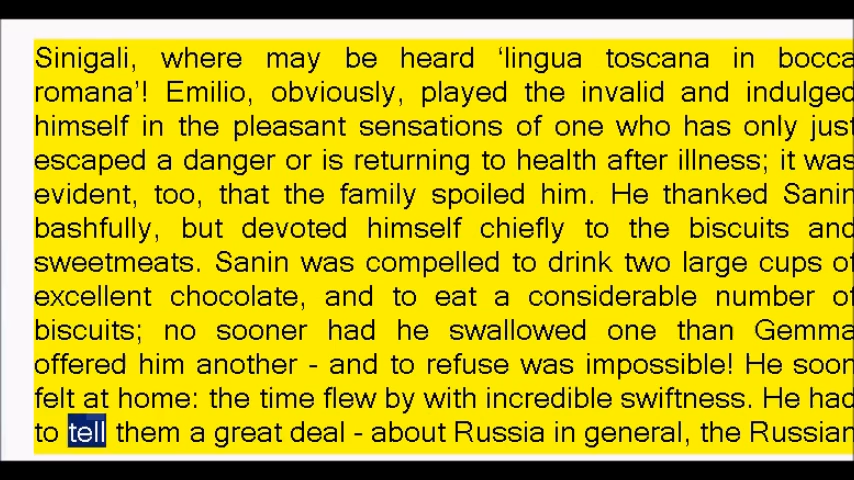 Sinigali, where may be heard ‘lingua toscana in bocca
romana’! Emilio, obviously, played the invalid and indulged
himself in the pleasant sensations of one who has only just
escaped a danger or is returning to health after illness; it was
evident, too, that the family spoiled him. He thanked Sanin
bashfully, but devoted himself chiefly to the biscuits and
sweetmeats. Sanin was compelled to drink two large cups of
excellent chocolate, and to eat a considerable number of
biscuits; no sooner had he swallowed one than Gemma
offered him another - and to refuse was impossible! He soon
felt at home: the time flew by with incredible swiftness. He had
to tell them a great deal - about Russia in general, the Russian